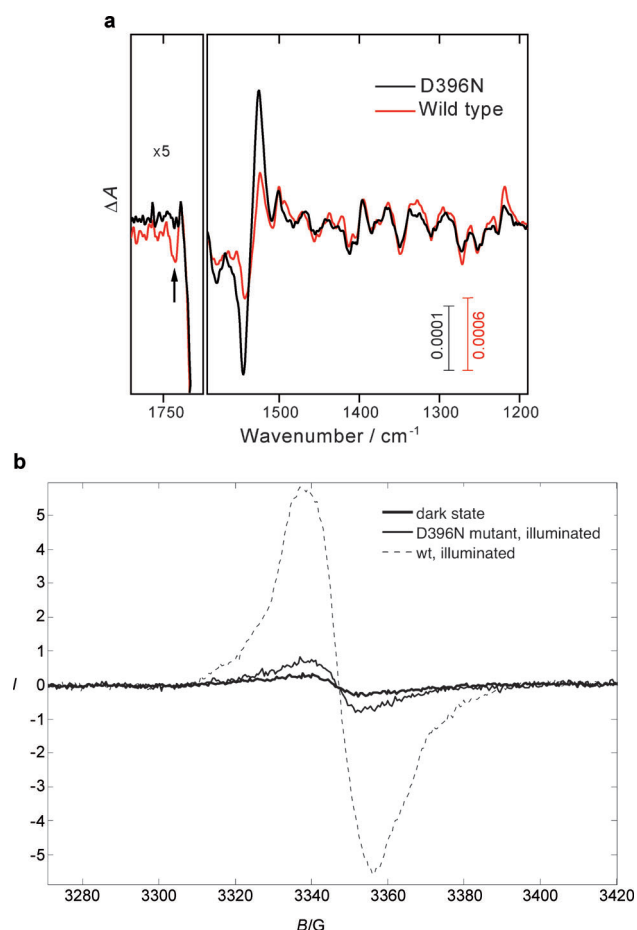 a
D396N
Wild type
x5
ΔA
0.0001
0.0006
1750
1500
1400
1300
1200
Wavenumber / cm⁻¹
b
dark state
D396N mutant, illuminated
wt, illuminated
5
4
3
2
1
I
0
-1
-2
-3
-4
-5
3280
3300
3320
3340
3360
3380
3400
3420
B/G